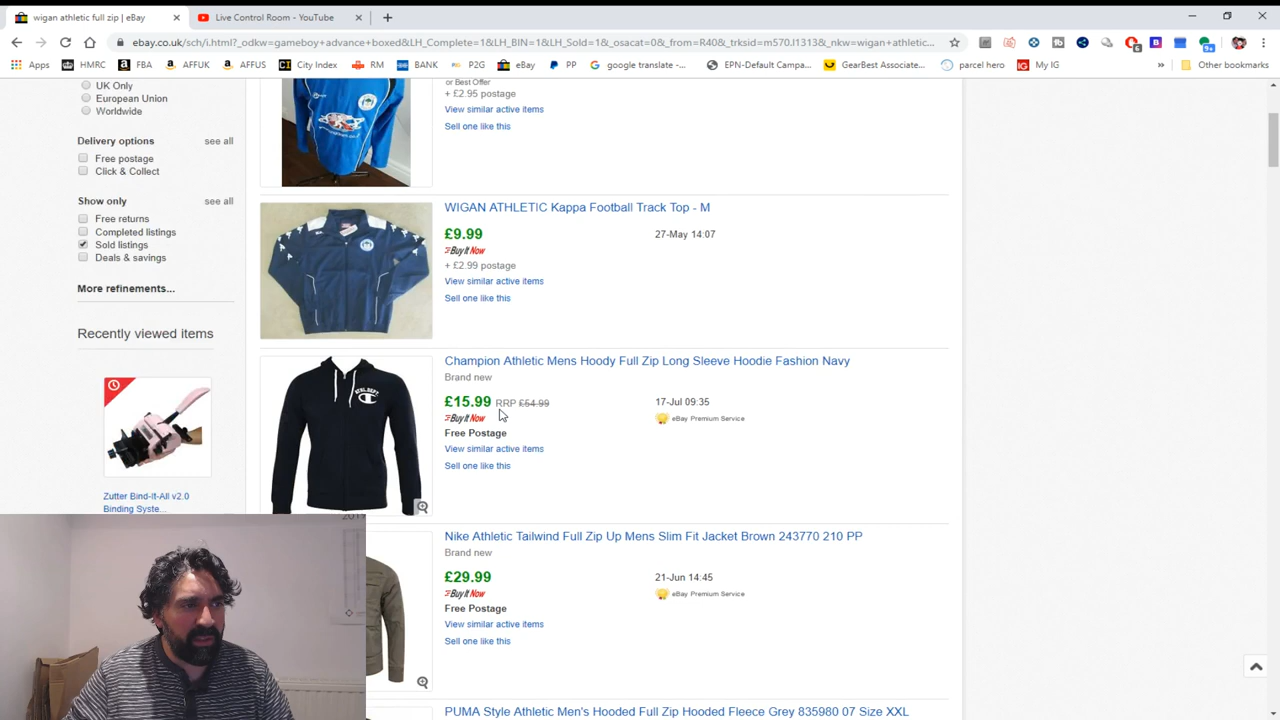 wigan athletic full zip | eBay
Live Control Room - YouTube
ebay.co.uk/sch/i.html?_odkw=gameboy+advance+boxed&LH_Complete=1&LH_BIN=1&LH_Sold=1&_osacat=0&_from=R40&_trksid=m570.l1313&_nkw=wigan+athletic...
Apps HMRC FBA AFFUK AFFUS City Index RM BANK P2G eBay PP google translate -... EPN-Default Campa... GearBest Associate... parcel hero My IG » Other bookmarks
UK Only
European Union
Worldwide
Delivery options see all
Free postage
Click & Collect
Show only see all
Free returns
Completed listings
Sold listings
Deals & savings
More refinements...
Recently viewed items
Zutter Bind-It-All v2.0
Binding Syste...
or Best Offer
+ £2.95 postage
View similar active items
Sell one like this
WIGAN ATHLETIC Kappa Football Track Top - M
£9.99 27-May 14:07
Buy It Now
+ £2.99 postage
View similar active items
Sell one like this
Champion Athletic Mens Hoody Full Zip Long Sleeve Hoodie Fashion Navy
Brand new
£15.99 RRP £54.99 17-Jul 09:35
Buy It Now eBay Premium Service
Free Postage
View similar active items
Sell one like this
Nike Athletic Tailwind Full Zip Up Mens Slim Fit Jacket Brown 243770 210 PP
Brand new
£29.99 21-Jun 14:45
Buy It Now eBay Premium Service
Free Postage
View similar active items
Sell one like this
PUMA Style Athletic Men's Hooded Full Zip Hooded Fleece Grey 835980 07 Size XXL